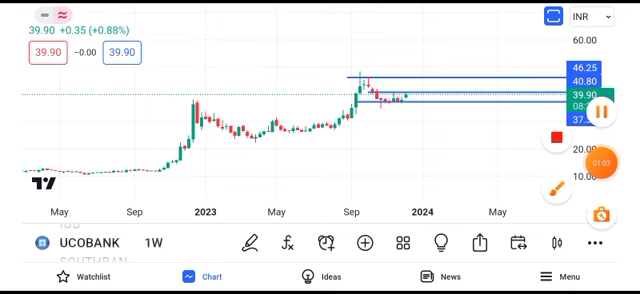 39.90 +0.35 (+0.88%)
39.90 −0.00 39.90
INR
60.00
46.25
40.80
39.90
20.00
10.00
01:03
May Sep 2023 May Sep 2024 May
UCOBANK 1W
Watchlist Chart Ideas News Menu